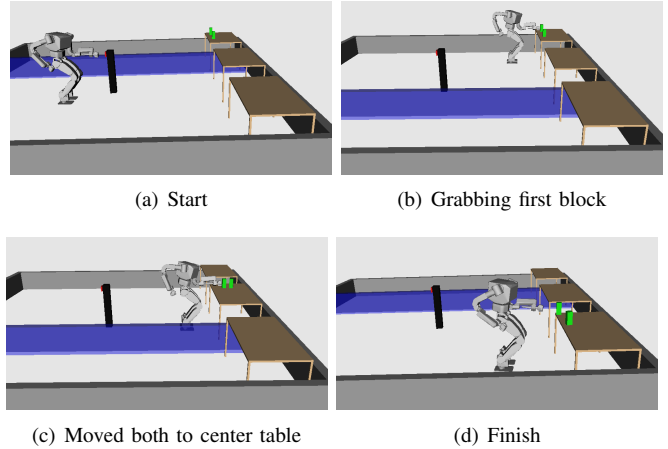 (a) Start
(b) Grabbing first block
(c) Moved both to center table
(d) Finish